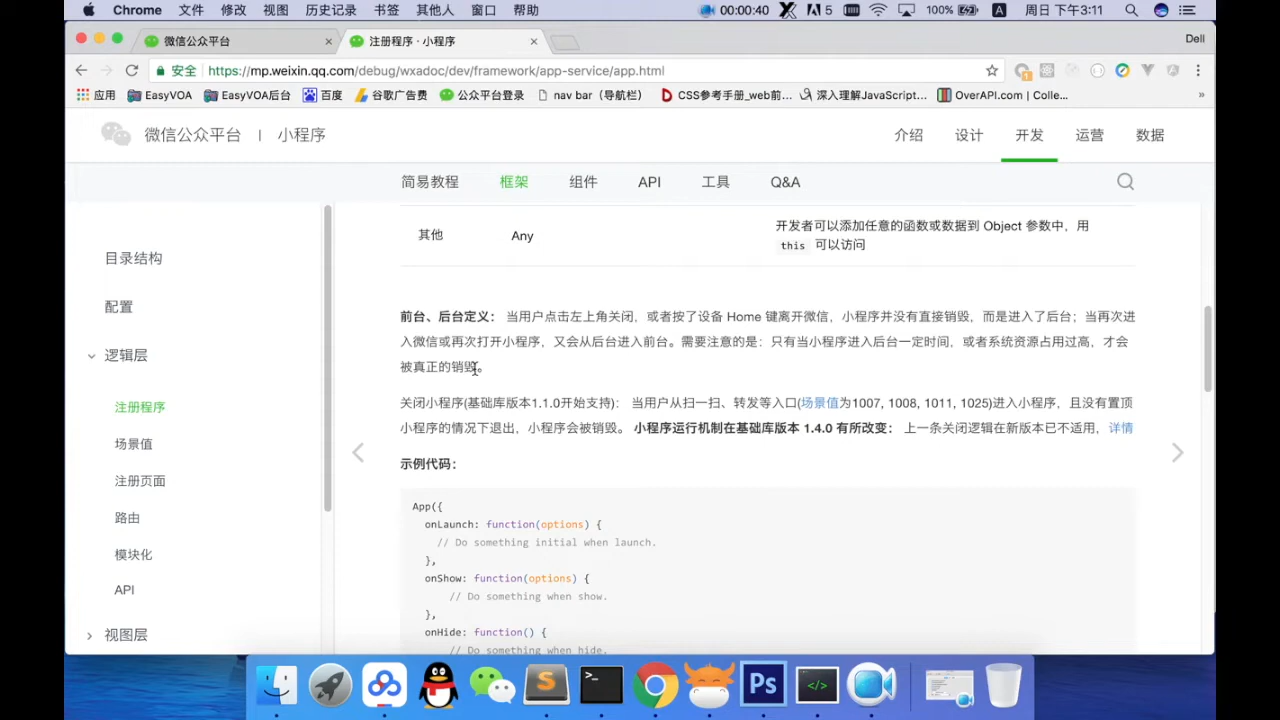 Chrome 文件 修改 视图 历史记录 书签 其他人 窗口 帮助 00:00:40 5 100% A 周日 下午3:11
微信公众平台 注册程序 · 小程序 Dell
安全 https://mp.weixin.qq.com/debug/wxadoc/dev/framework/app-service/app.html
应用 EasyVOA EasyVOA后台 百度 谷歌广告费 公众平台登录 nav bar（导航栏） CSS参考手册_web前... 深入理解JavaScript... OverAPI.com | Colle... »
微信公众平台 | 小程序 介绍 设计 开发 运营 数据
简易教程 框架 组件 API 工具 Q&A
目录结构
配置
逻辑层
注册程序
场景值
注册页面
路由
模块化
API
视图层
其他 Any 开发者可以添加任意的函数或数据到 Object 参数中，用
this 可以访问
前台、后台定义： 当用户点击左上角关闭，或者按了设备 Home 键离开微信，小程序并没有直接销毁，而是进入了后台；当再次进
入微信或再次打开小程序，又会从后台进入前台。需要注意的是：只有当小程序进入后台一定时间，或者系统资源占用过高，才会
被真正的销毁。
关闭小程序(基础库版本1.1.0开始支持)： 当用户从扫一扫、转发等入口(场景值为1007, 1008, 1011, 1025)进入小程序，且没有置顶
小程序的情况下退出，小程序会被销毁。 小程序运行机制在基础库版本 1.4.0 有所改变： 上一条关闭逻辑在新版本已不适用，详情
示例代码：
App({
onLaunch: function(options) {
// Do something initial when launch.
},
onShow: function(options) {
// Do something when show.
},
onHide: function() {
// Do something when hide.
S >_ Ps </>